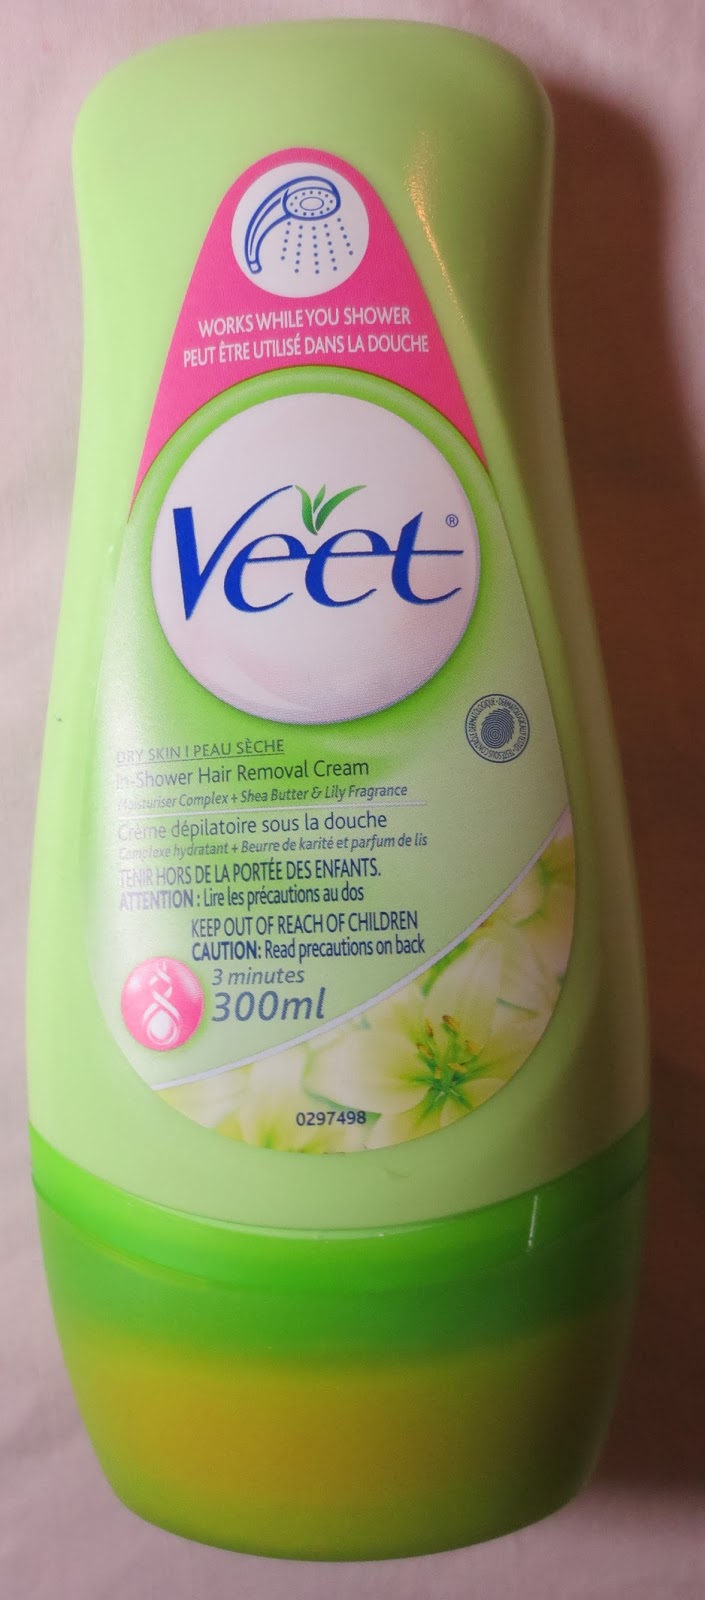 WORKS WHILE YOU SHOWER
PEUT ÊTRE UTILISÉ DANS LA DOUCHE
Veet®
DRY SKIN | PEAU SÈCHE
In-Shower Hair Removal Cream
Moisturiser Complex + Shea Butter & Lily Fragrance
Crème dépilatoire sous la douche
Complexe hydratant + Beurre de karité et parfum de lis
TENIR HORS DE LA PORTÉE DES ENFANTS.
ATTENTION : Lire les précautions au dos
KEEP OUT OF REACH OF CHILDREN
CAUTION: Read precautions on back
3 minutes
300ml
0297498